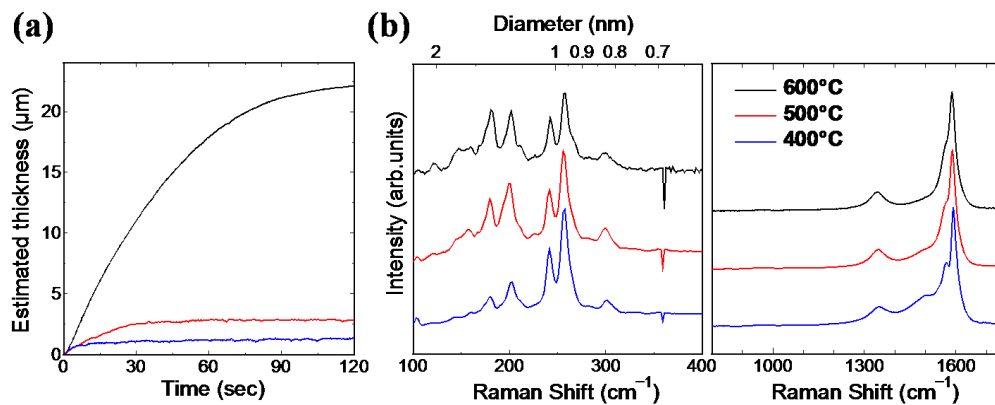 (a)
Estimated thickness (μm)
20
15
10
5
0
0 30 60 90 120
Time (sec)
(b)
Diameter (nm)
2 1 0.9 0.8 0.7
Intensity (arb.units)
100 200 300 400
Raman Shift (cm⁻¹)
600°C
500°C
400°C
1000 1300 1600
Raman Shift (cm⁻¹)